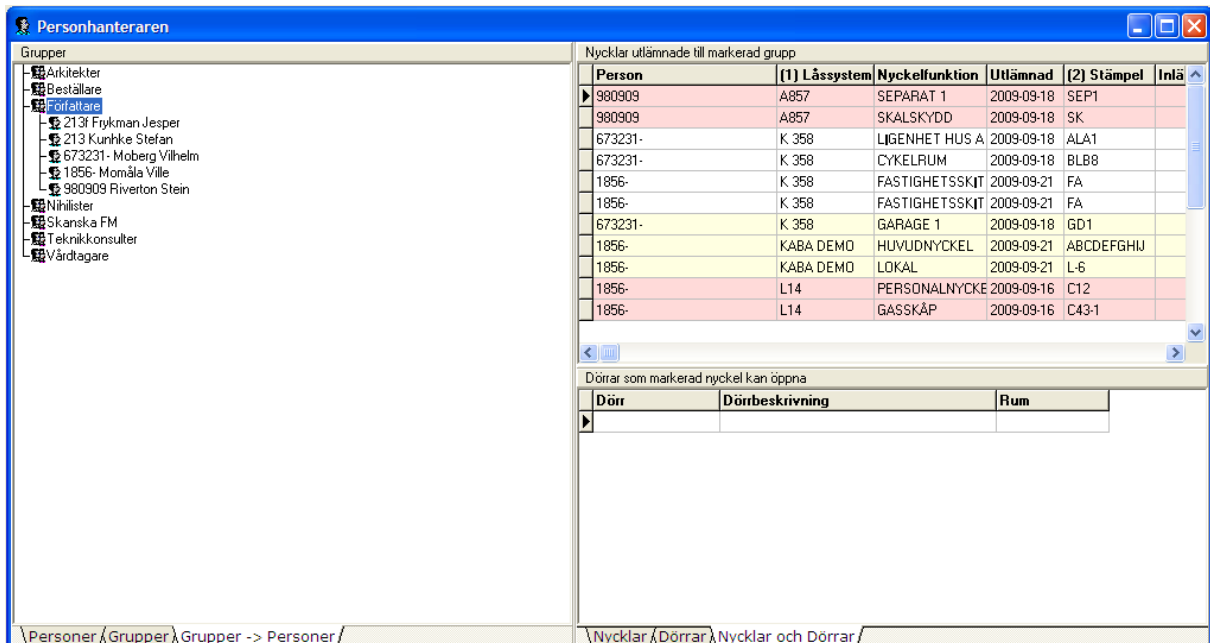 Personhanteraren
Grupper
Arkitekter
Beställare
Författare
213f Frykman Jesper
213 Kunhke Stefan
673231- Moberg Vilhelm
1856- Momåla Ville
980909 Riverton Stein
Nihilister
Skanska FM
Teknikkonsulter
Vårdtagare
Personer Grupper Grupper -> Personer
Nycklar utlämnade till markerad grupp
Person (1) Låssystem Nyckelfunktion Utlämnad (2) Stämpel Inlä
980909 A857 SEPARAT 1 2009-09-18 SEP1
980909 A857 SKALSKYDD 2009-09-18 SK
673231- K 358 LIGENHET HUS A 2009-09-18 ALA1
673231- K 358 CYKELRUM 2009-09-18 BLB8
1856- K 358 FASTIGHETSSKIT 2009-09-21 FA
1856- K 358 FASTIGHETSSKIT 2009-09-21 FA
673231- K 358 GARAGE 1 2009-09-18 GD1
1856- KABA DEMO HUVUDNYCKEL 2009-09-21 ABCDEFGHIJ
1856- KABA DEMO LOKAL 2009-09-21 L-6
1856- L14 PERSONALNYCKE 2009-09-16 C12
1856- L14 GASSKÅP 2009-09-16 C43-1
Dörrar som markerad nyckel kan öppna
Dörr Dörrbeskrivning Rum
Nycklar Dörrar Nycklar och Dörrar